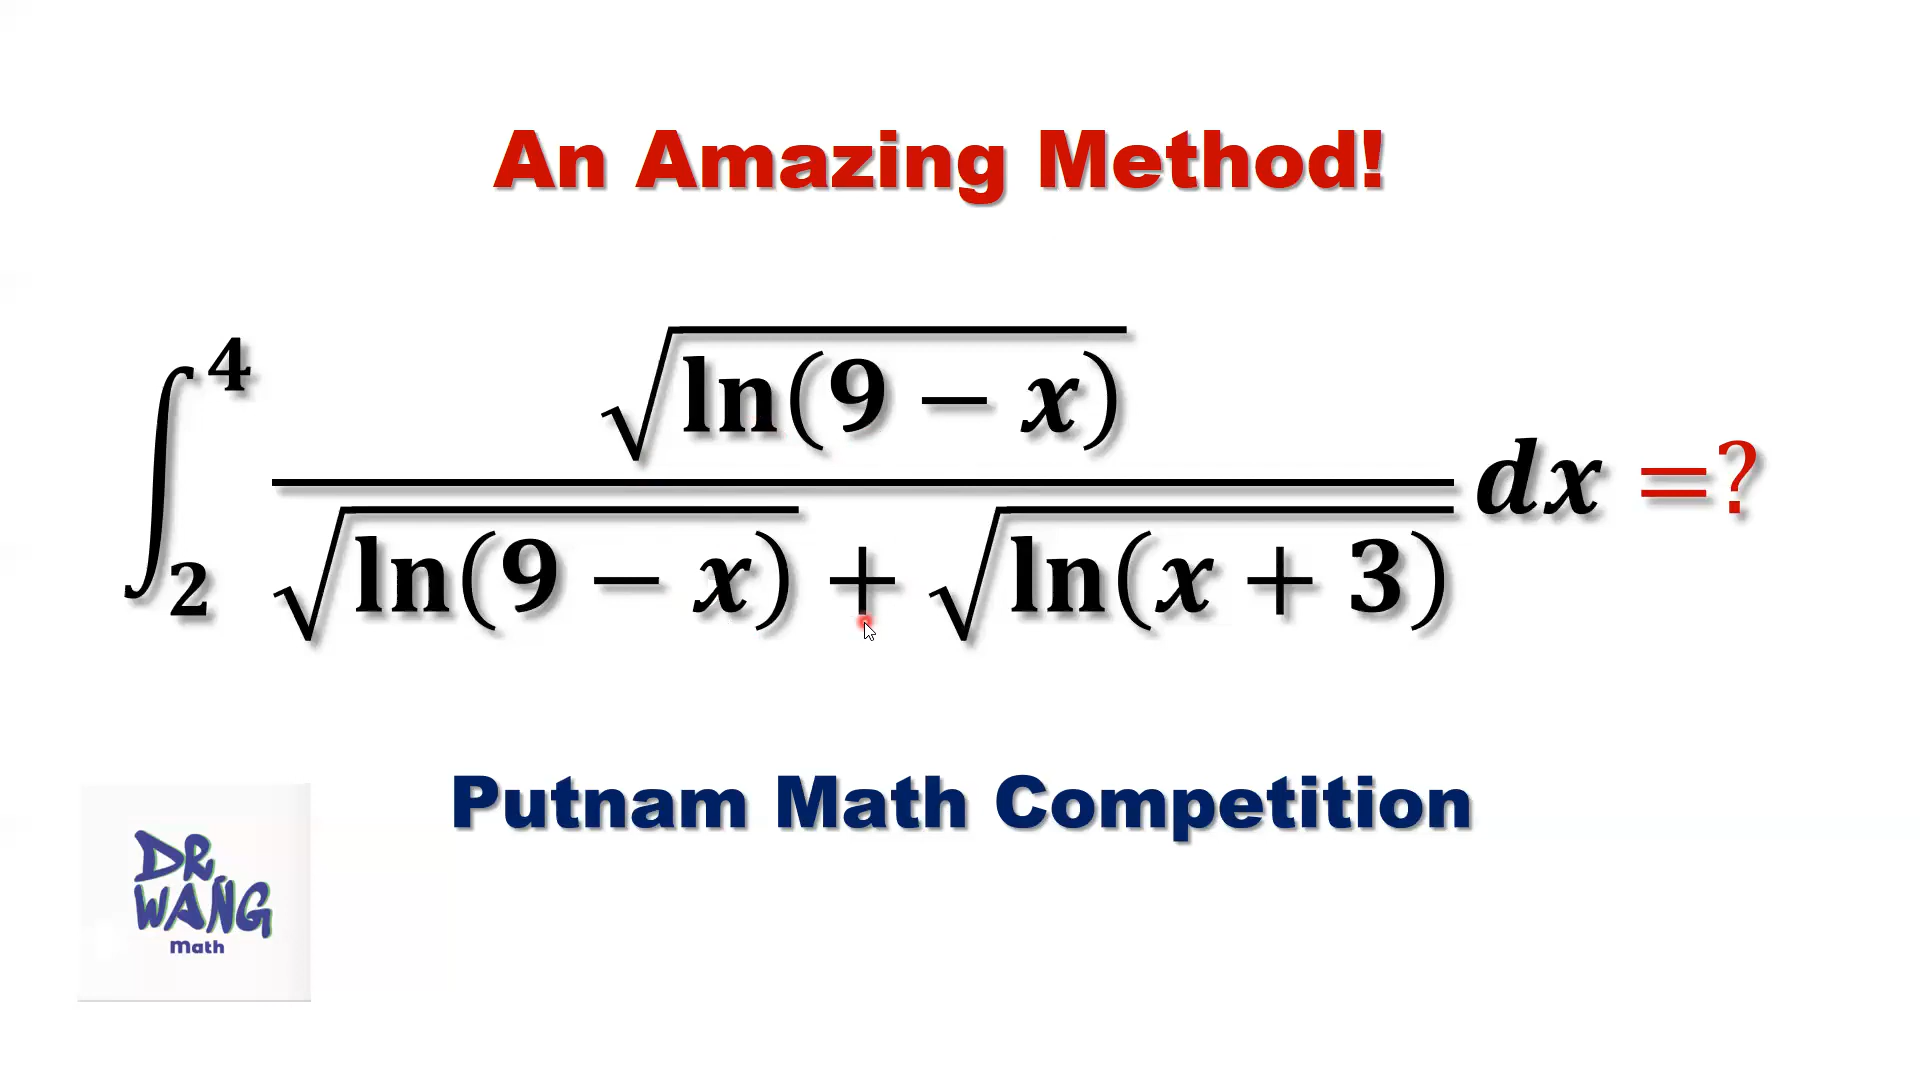 An Amazing Method!
∫₂⁴ √ln(9 − x) / (√ln(9 − x) + √ln(x + 3)) dx =?
Putnam Math Competition
DR
WANG
math